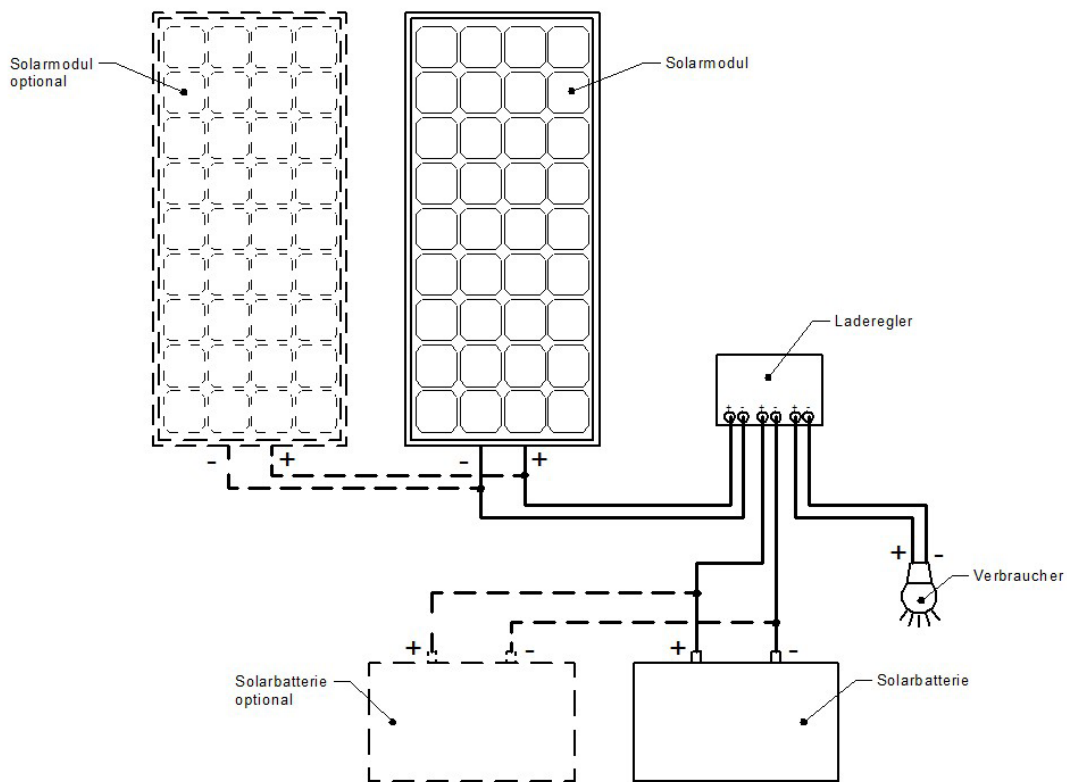 Solarmodul
optional
Solarmodul
Laderegler
+ - + - + -
- +
- +
+ -
Verbraucher
+ -
+ -
Solarbatterie
optional
Solarbatterie